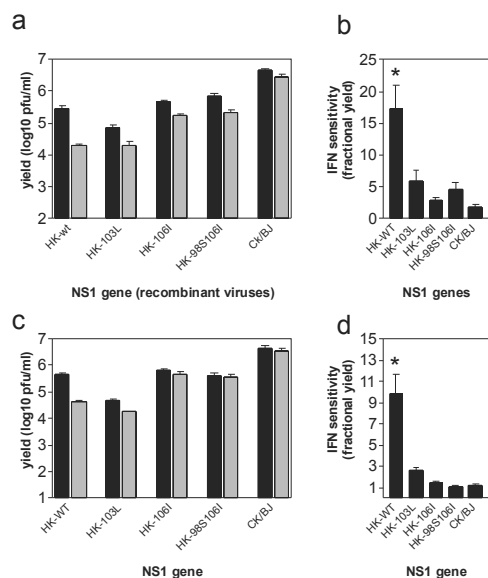 a
yield (log10 pfu/ml)
7
6
5
4
3
2
HK-wt
HK-103L
HK-106I
HK-98S106I
Ck/BJ
NS1 gene (recombinant viruses)
b
IFN sensitivity
(fractional yield)
25
20
15
10
5
0
*
HK-WT
HK-103L
HK-106I
HK-98S106I
CK/BJ
NS1 genes
c
yield (log10 pfu/ml)
7
6
5
4
3
2
1
HK-WT
HK-103L
HK-106I
HK-98S106I
CK/BJ
NS1 gene
d
IFN sensitivity
(fractional yield)
15
13
11
9
7
5
3
1
*
HK-WT
HK-103L
HK-106I
HK-98S106I
CK/BJ
NS1 gene